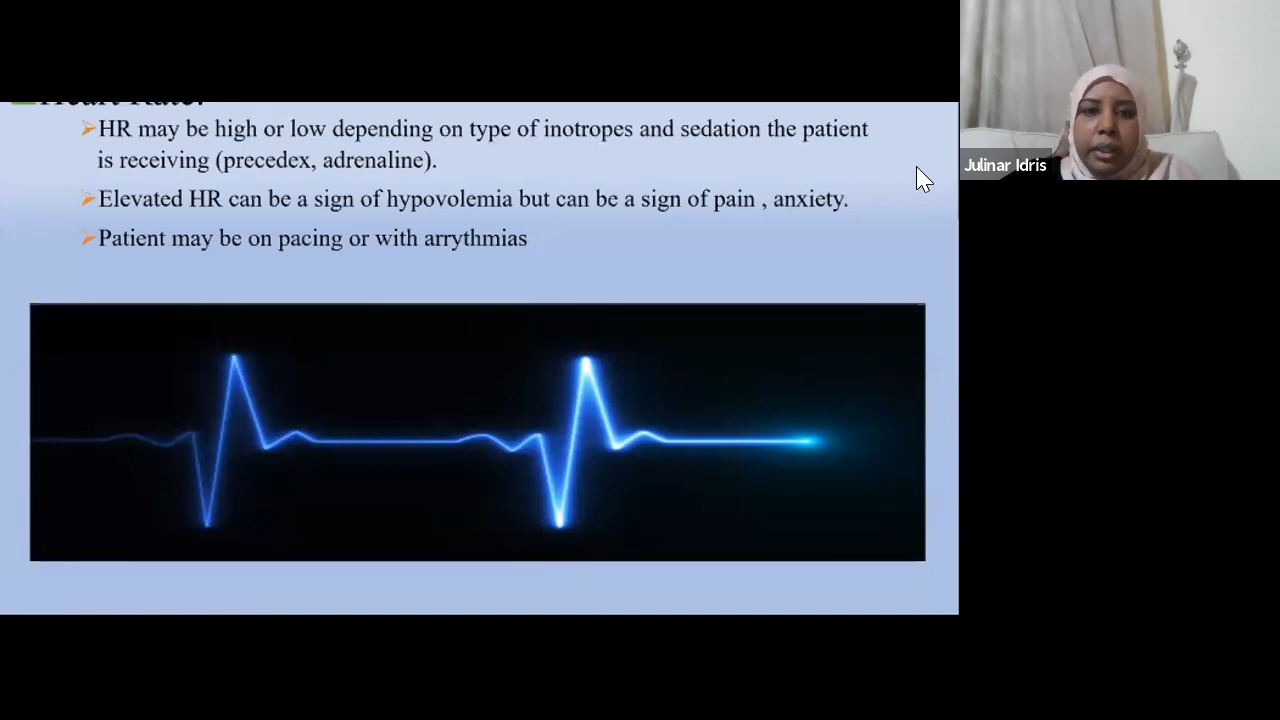 Heart Rate:
HR may be high or low depending on type of inotropes and sedation the patient
is receiving (precedex, adrenaline).
Elevated HR can be a sign of hypovolemia but can be a sign of pain , anxiety.
Patient may be on pacing or with arrythmias
Julinar Idris